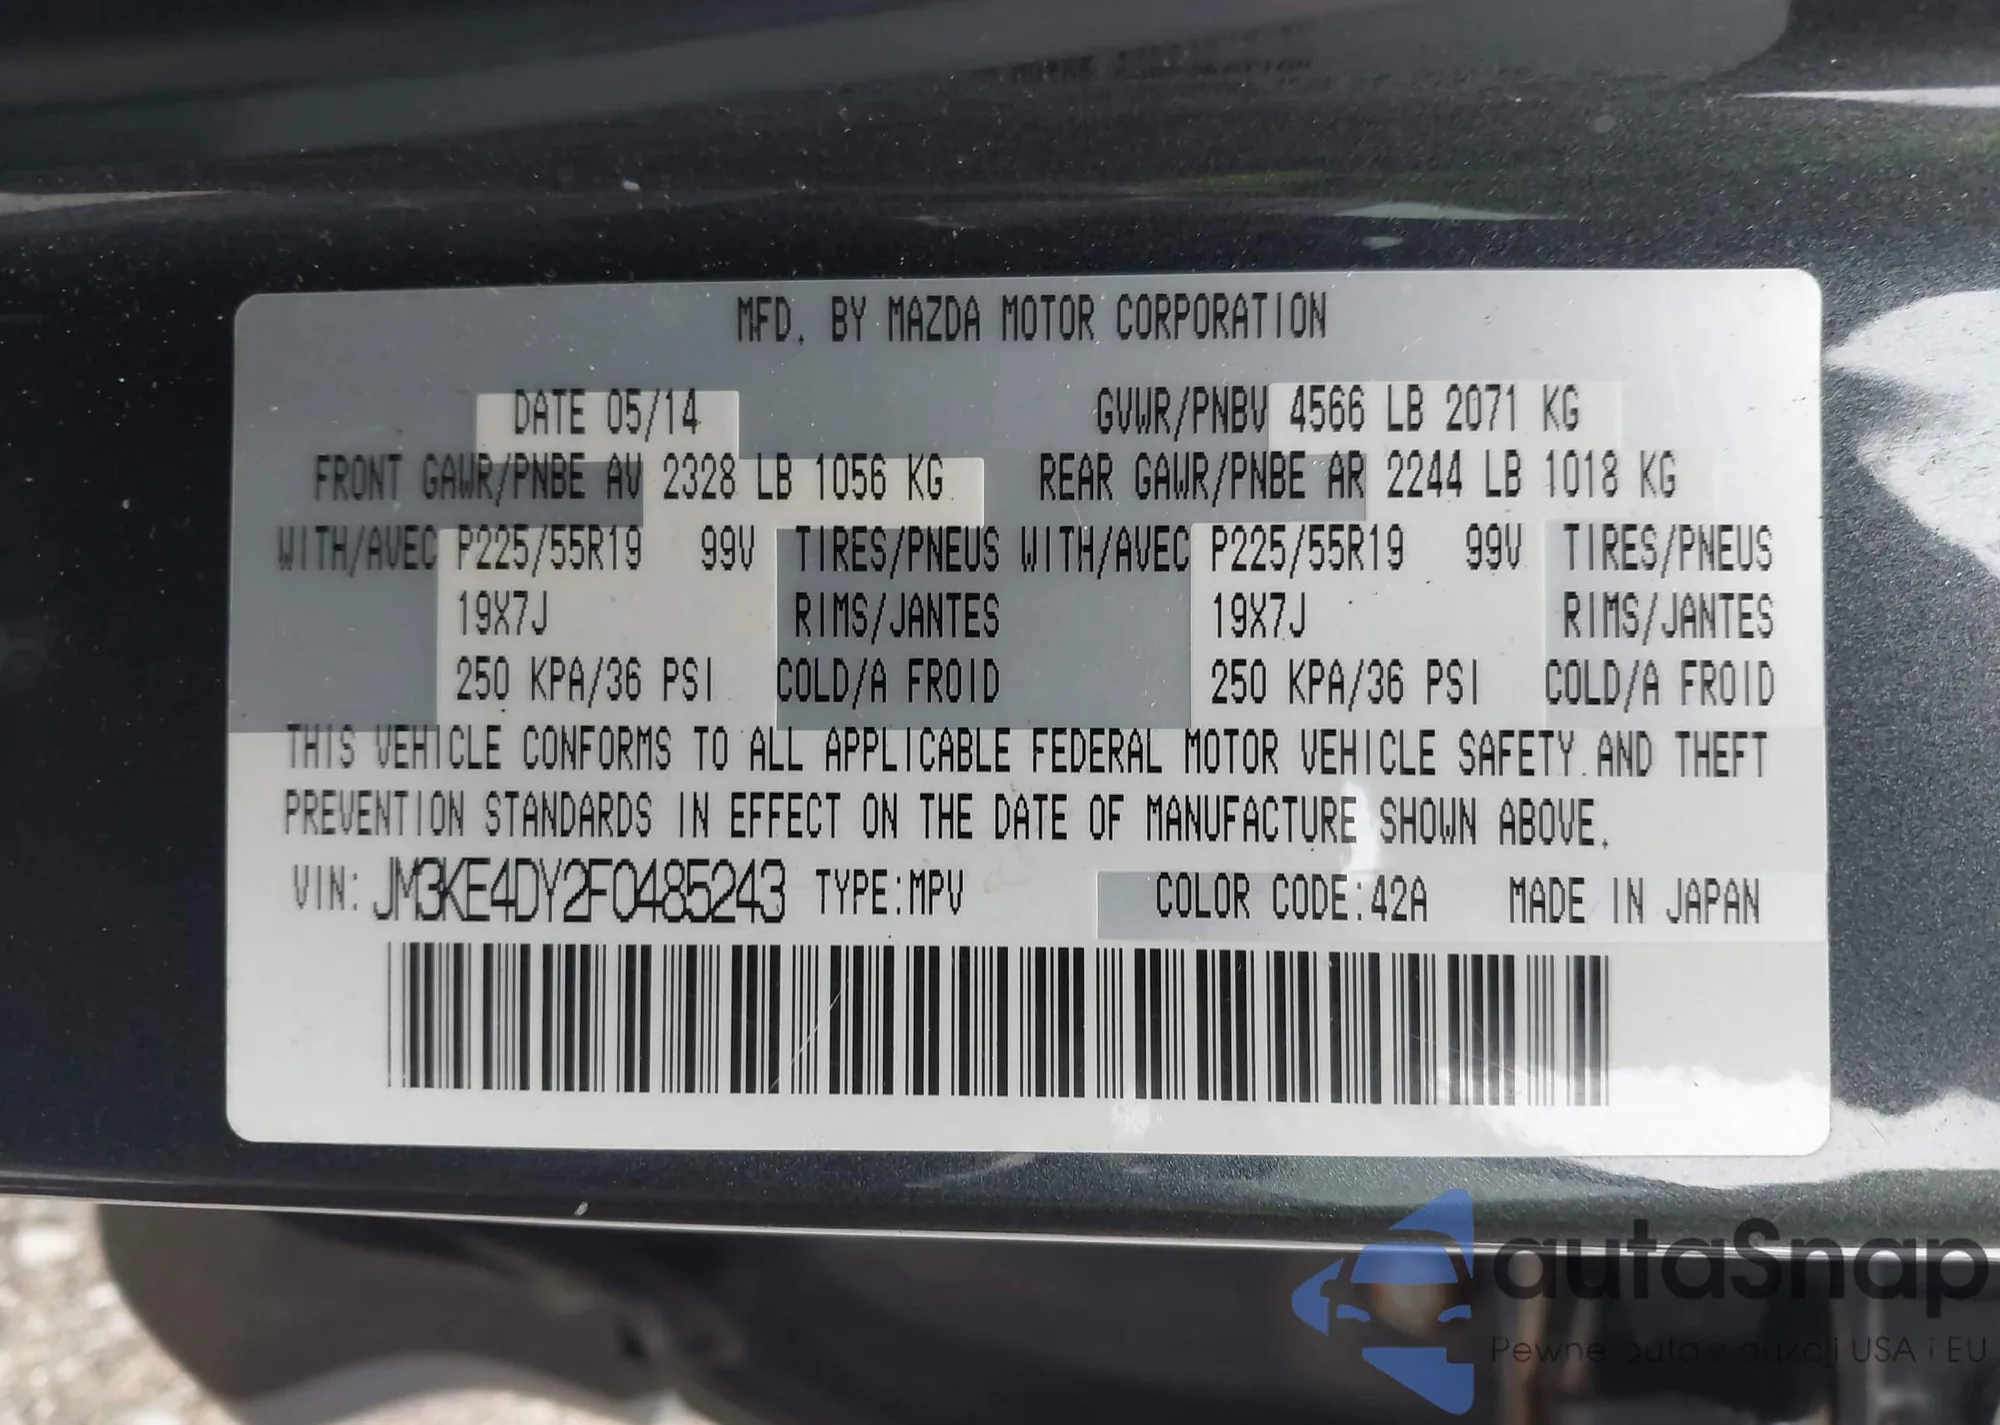 MFD. BY MAZDA MOTOR CORPORATION
DATE 05/14 GVWR/PNBV 4566 LB 2071 KG
FRONT GAWR/PNBE AV 2328 LB 1056 KG REAR GAWR/PNBE AR 2244 LB 1018 KG
WITH/AVEC P225/55R19 99V TIRES/PNEUS WITH/AVEC P225/55R19 99V TIRES/PNEUS
19X7J RIMS/JANTES 19X7J RIMS/JANTES
250 KPA/36 PSI COLD/A FROID 250 KPA/36 PSI COLD/A FROID
THIS VEHICLE CONFORMS TO ALL APPLICABLE FEDERAL MOTOR VEHICLE SAFETY AND THEFT
PREVENTION STANDARDS IN EFFECT ON THE DATE OF MANUFACTURE SHOWN ABOVE.
VIN: JM3KE4DY2F0485243 TYPE:MPV COLOR CODE:42A MADE IN JAPAN
autaSnap
Pewne auta z aukcji USA i EU